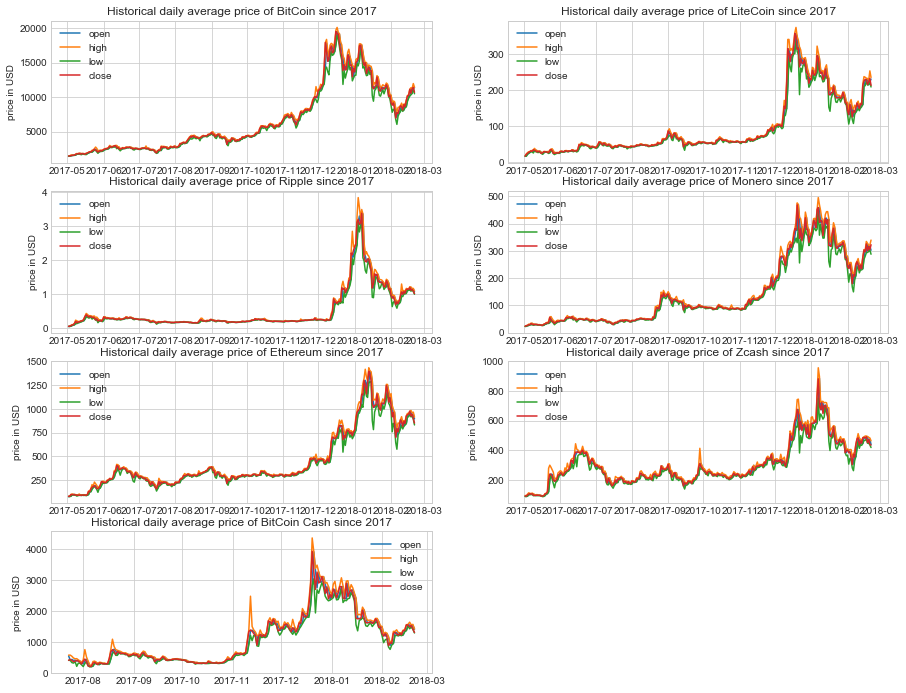 Historical daily average price of BitCoin since 2017
price in USD
20000
15000
10000
5000
open
high
low
close
2017-05 2017-06 2017-07 2017-08 2017-09 2017-10 2017-11 2017-12 2018-01 2018-02 2018-03
Historical daily average price of LiteCoin since 2017
price in USD
300
200
100
0
open
high
low
close
2017-05 2017-06 2017-07 2017-08 2017-09 2017-10 2017-11 2017-12 2018-01 2018-02 2018-03
Historical daily average price of Ripple since 2017
price in USD
4
3
2
1
0
open
high
low
close
2017-05 2017-06 2017-07 2017-08 2017-09 2017-10 2017-11 2017-12 2018-01 2018-02 2018-03
Historical daily average price of Monero since 2017
price in USD
500
400
300
200
100
0
open
high
low
close
2017-05 2017-06 2017-07 2017-08 2017-09 2017-10 2017-11 2017-12 2018-01 2018-02 2018-03
Historical daily average price of Ethereum since 2017
price in USD
1500
1250
1000
750
500
250
open
high
low
close
2017-05 2017-06 2017-07 2017-08 2017-09 2017-10 2017-11 2017-12 2018-01 2018-02 2018-03
Historical daily average price of Zcash since 2017
price in USD
1000
800
600
400
200
open
high
low
close
2017-05 2017-06 2017-07 2017-08 2017-09 2017-10 2017-11 2017-12 2018-01 2018-02 2018-03
Historical daily average price of BitCoin Cash since 2017
price in USD
4000
3000
2000
1000
0
open
high
low
close
2017-08 2017-09 2017-10 2017-11 2017-12 2018-01 2018-02 2018-03